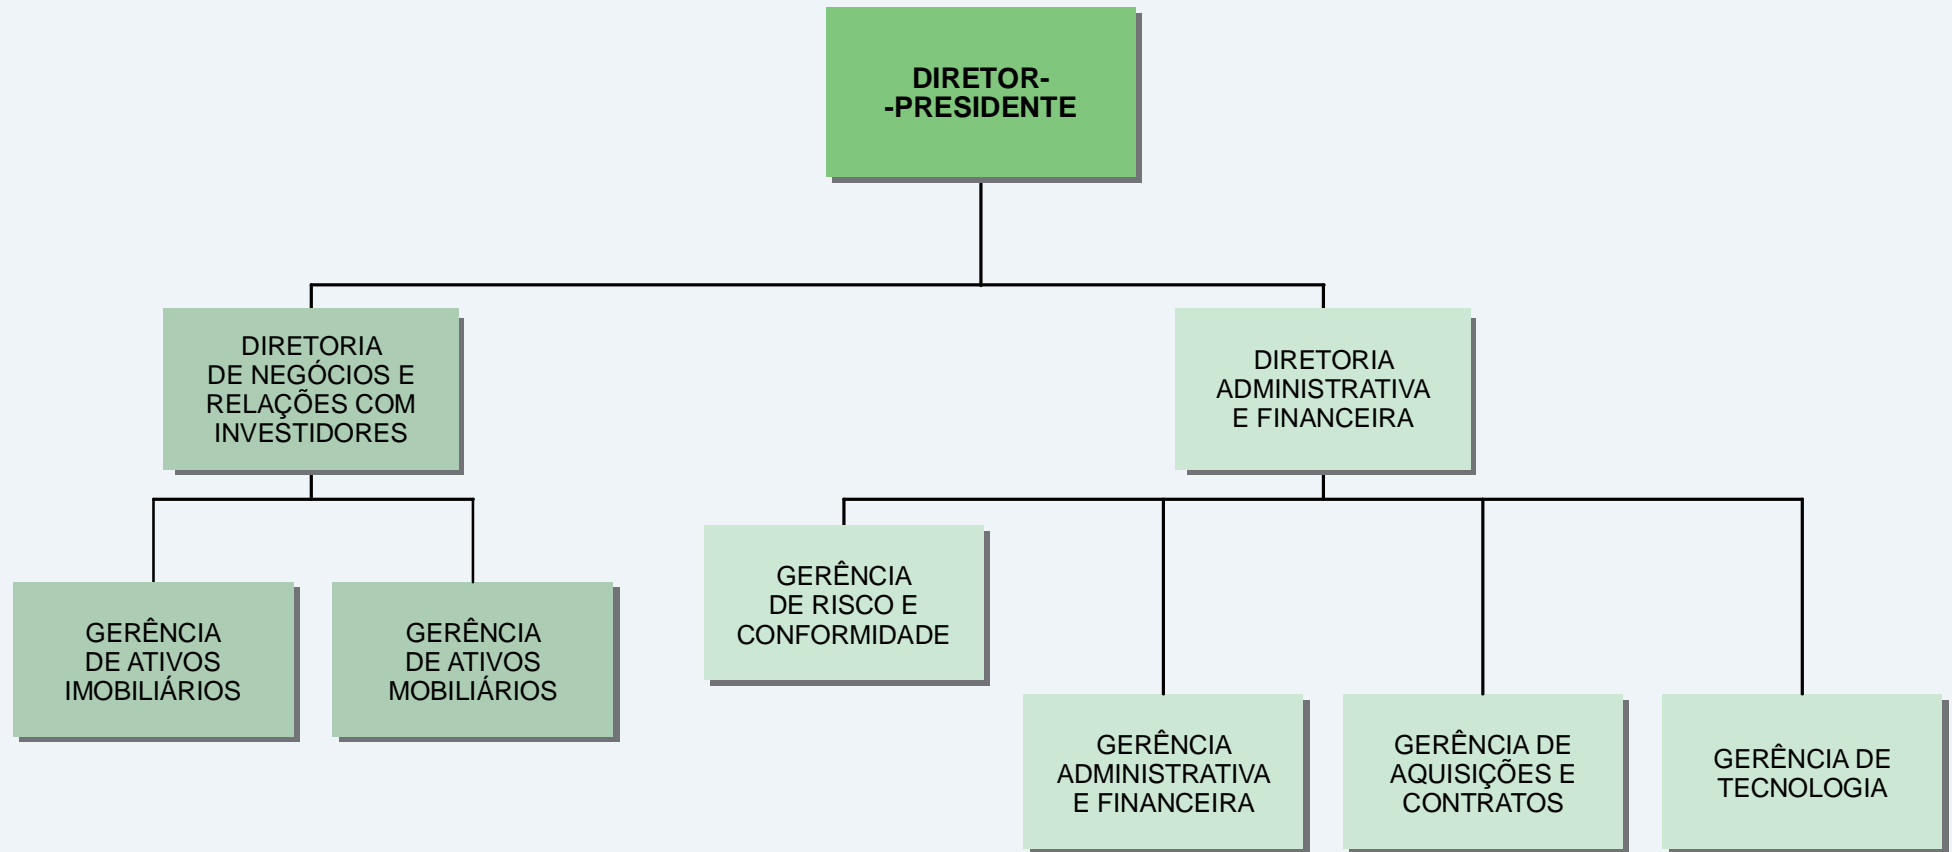 DIRETOR-
-PRESIDENTE
DIRETORIA
DE NEGÓCIOS E
RELAÇÕES COM
INVESTIDORES
DIRETORIA
ADMINISTRATIVA
E FINANCEIRA
GERÊNCIA
DE ATIVOS
IMOBILIÁRIOS
GERÊNCIA
DE ATIVOS
MOBILIÁRIOS
GERÊNCIA
DE RISCO E
CONFORMIDADE
GERÊNCIA
ADMINISTRATIVA
E FINANCEIRA
GERÊNCIA DE
AQUISIÇÕES E
CONTRATOS
GERÊNCIA DE
TECNOLOGIA